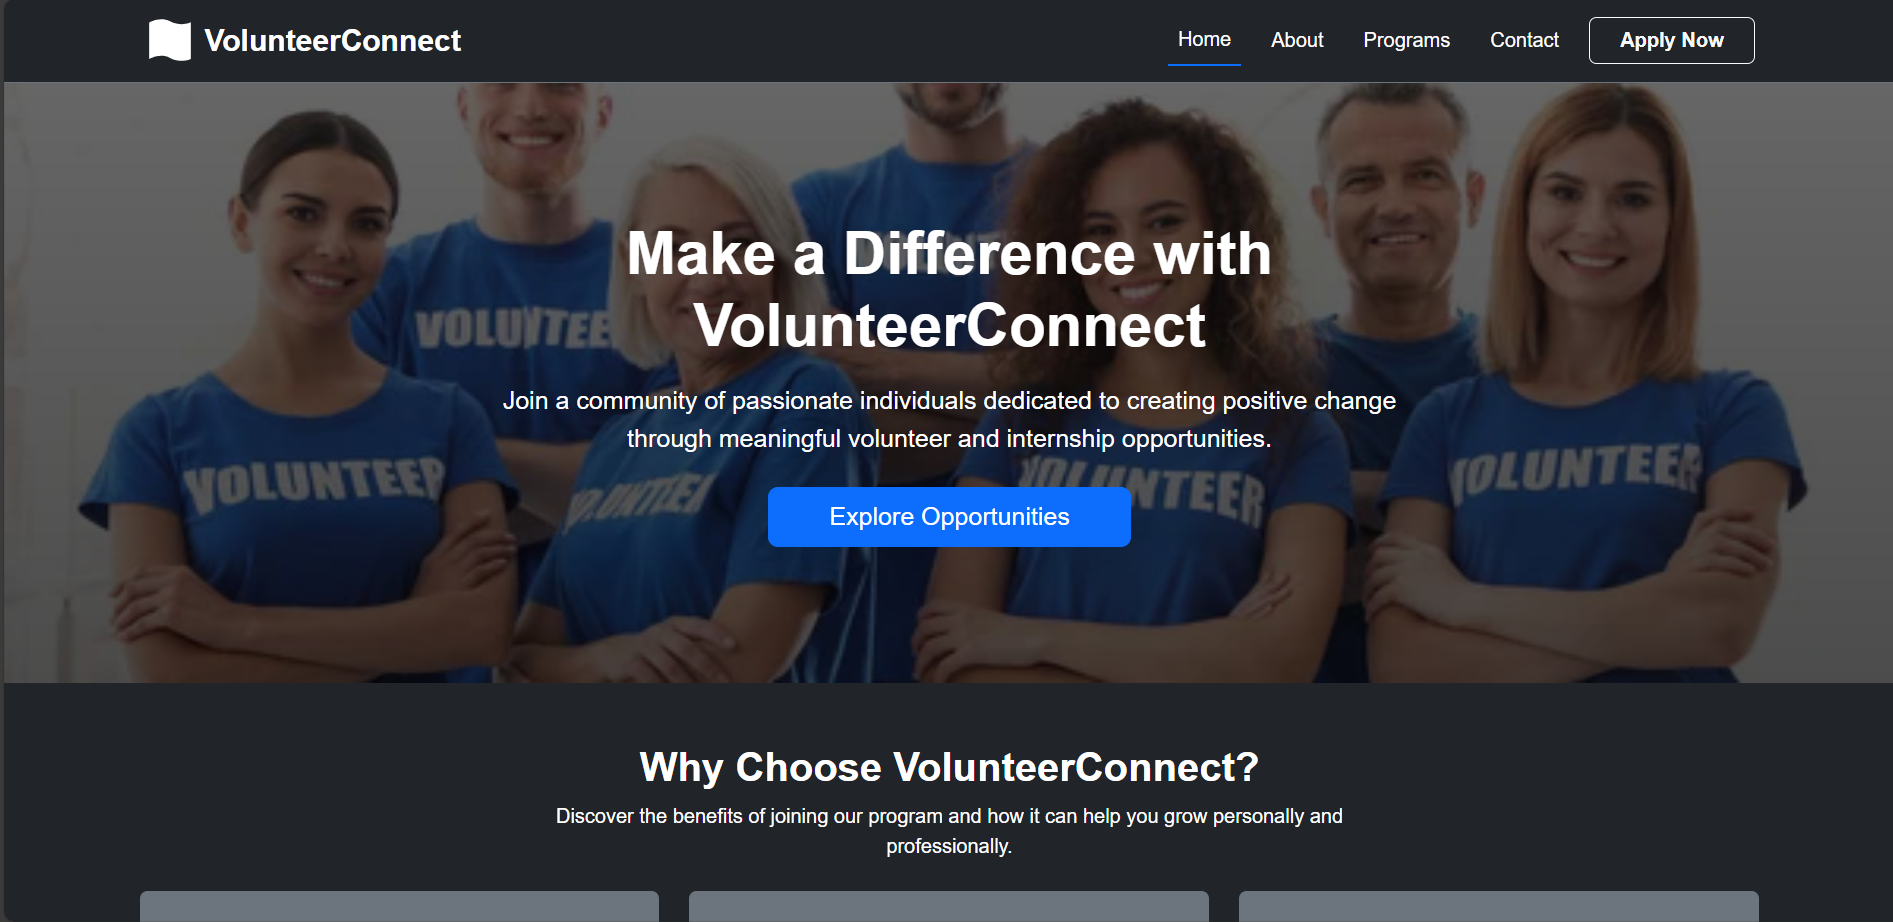 VolunteerConnect
Home
About
Programs
Contact
Apply Now
Make a Difference with
VolunteerConnect
Join a community of passionate individuals dedicated to creating positive change
through meaningful volunteer and internship opportunities.
Explore Opportunities
VOLUNTEE
VOLUNTEER
VOLUNTEER
VOLUNTEER
VOLUNTEER
Why Choose VolunteerConnect?
Discover the benefits of joining our program and how it can help you grow personally and
professionally.